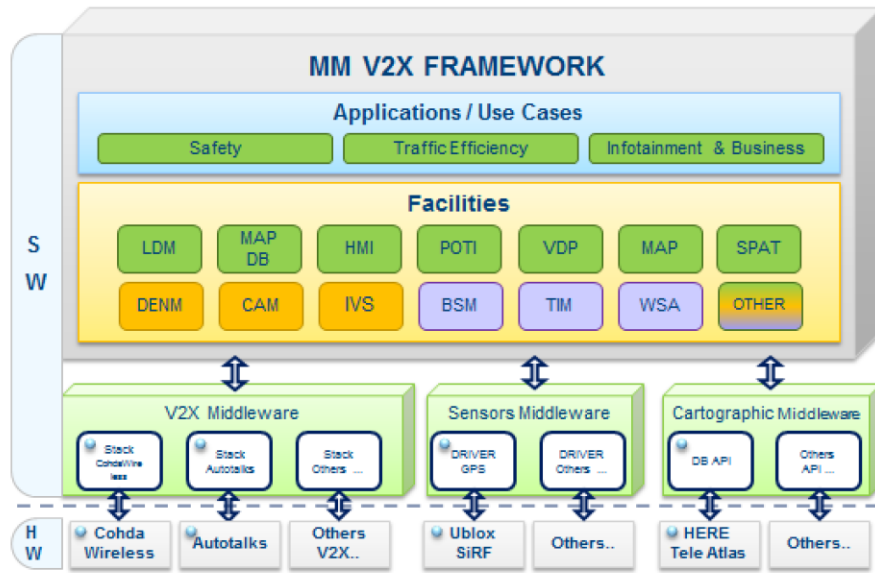 MM V2X FRAMEWORK
Applications / Use Cases
Safety
Traffic Efficiency
Infotainment & Business
Facilities
LDM
MAP
DB
HMI
POTI
VDP
MAP
SPAT
DENM
CAM
IVS
BSM
TIM
WSA
OTHER
S
W
V2X Middleware
Stack
CohdaWire
less
Stack
Autotalks
Stack
Others ...
Sensors Middleware
DRIVER
GPS
DRIVER
Others ...
Cartographic Middleware
DB API
Others
API ...
H
W
Cohda
Wireless
Autotalks
Others
V2X..
Ublox
SiRF
Others..
HERE
Tele Atlas
Others..